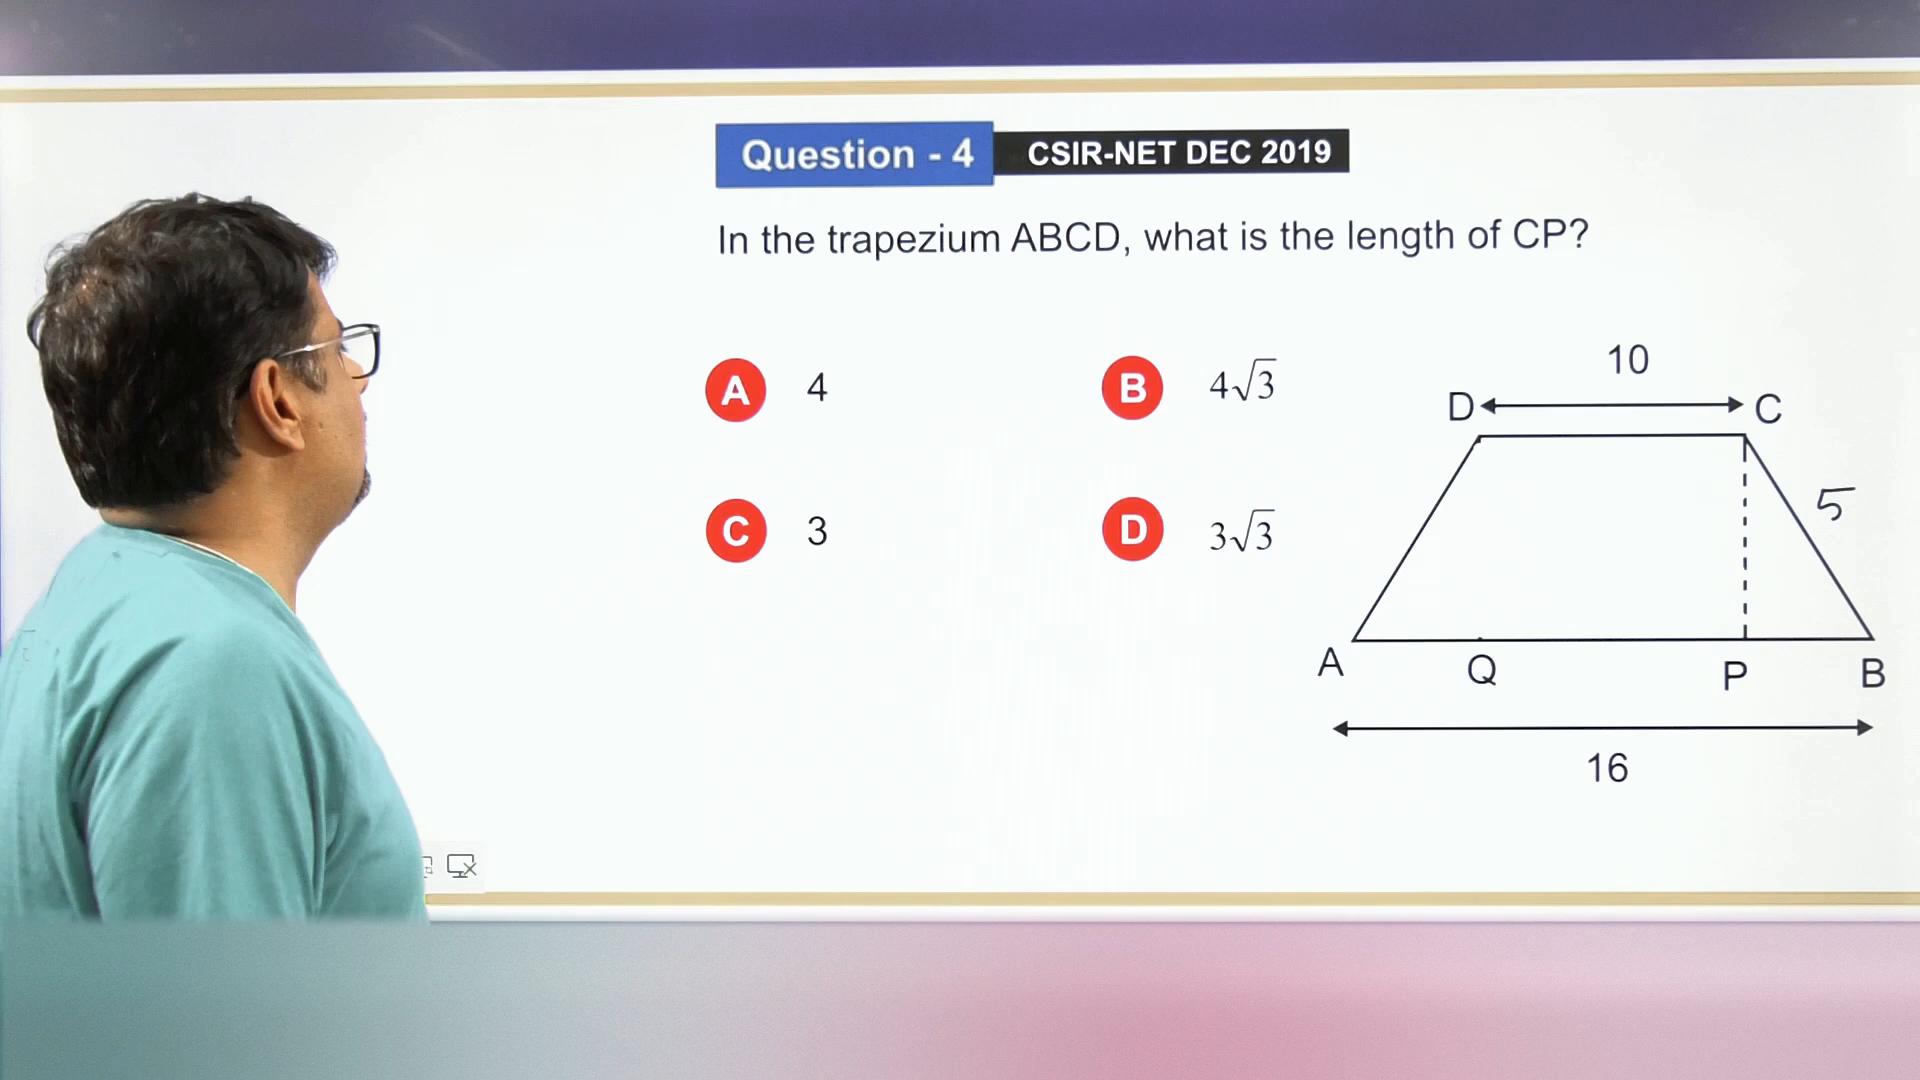 Question - 4 CSIR-NET DEC 2019
In the trapezium ABCD, what is the length of CP?
A 4
B 4√3
C 3
D 3√3
10
D C
5
A Q P B
16